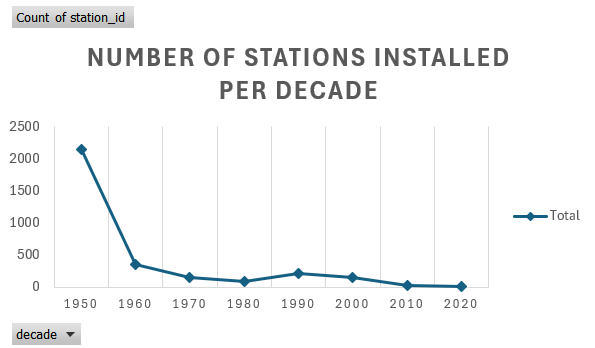 Count of station_id
NUMBER OF STATIONS INSTALLED
PER DECADE
2500
2000
1500
1000
500
0
1950 1960 1970 1980 1990 2000 2010 2020
Total
decade